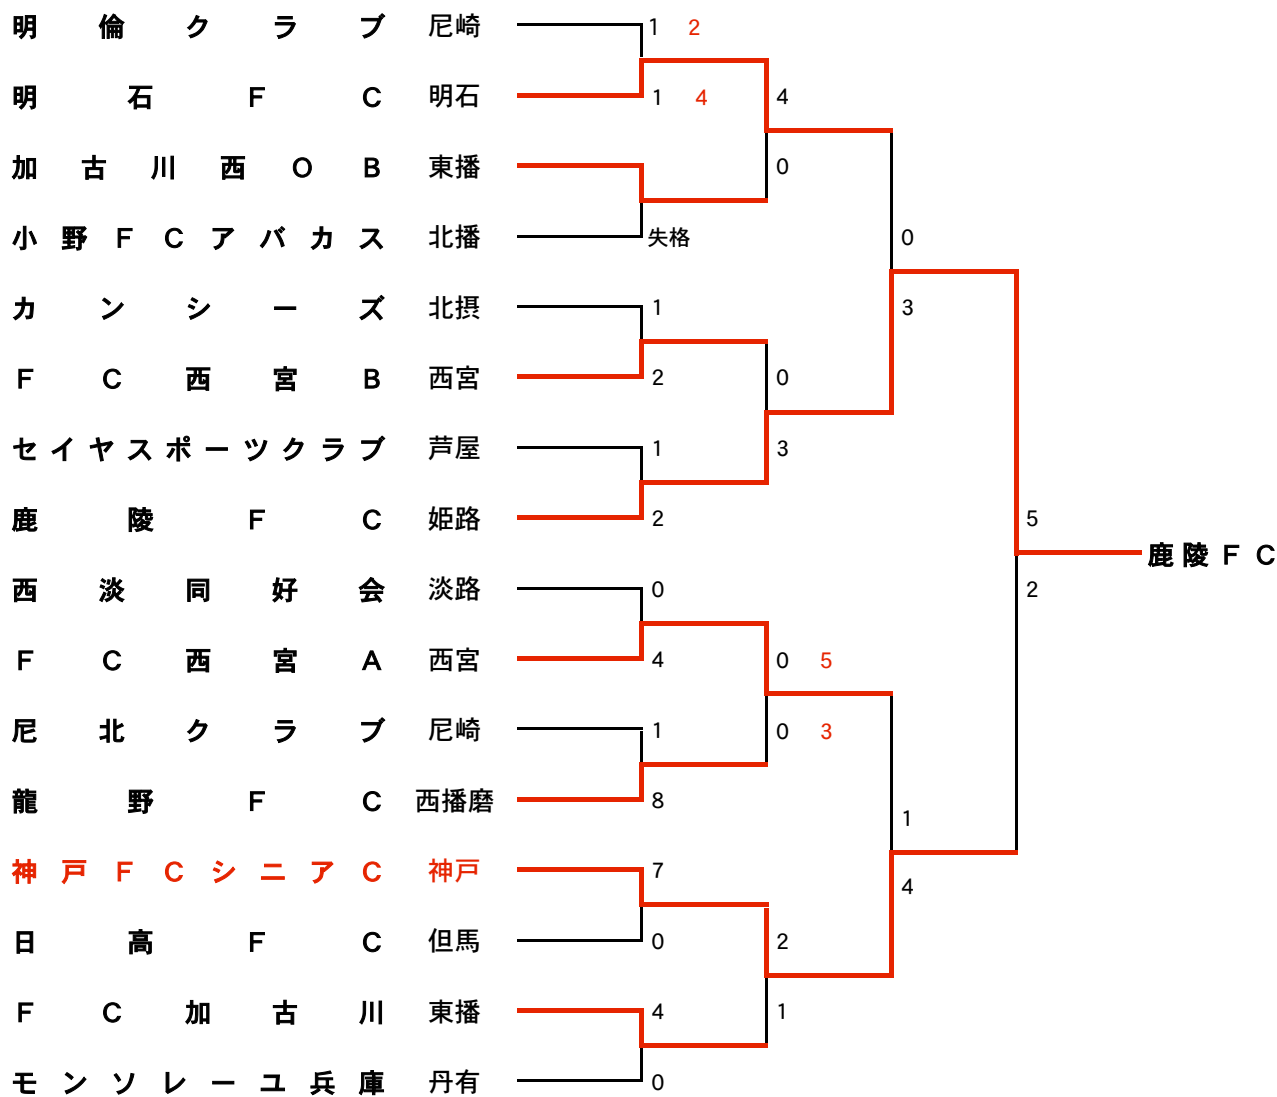 明倫クラブ 尼崎 1 2
4
明石FC 明石 1 4
0
加古川西OB 東播
小野FCアバカス 北播 失格
0
カンシーズ 北摂 1
3
FC西宮B 西宮 2
0
セイヤスポーツクラブ 芦屋 1
3
鹿陵FC 姫路 2
5
鹿陵FC
2
西淡同好会 淡路 0
FC西宮A 西宮 4
0 5
尼北クラブ 尼崎 1
0 3
龍野FC 西播磨 8
1
神戸FCシニアC 神戸 7
4
日高FC 但馬 0
2
FC加古川 東播 4
1
モンソレーユ兵庫 丹有 0